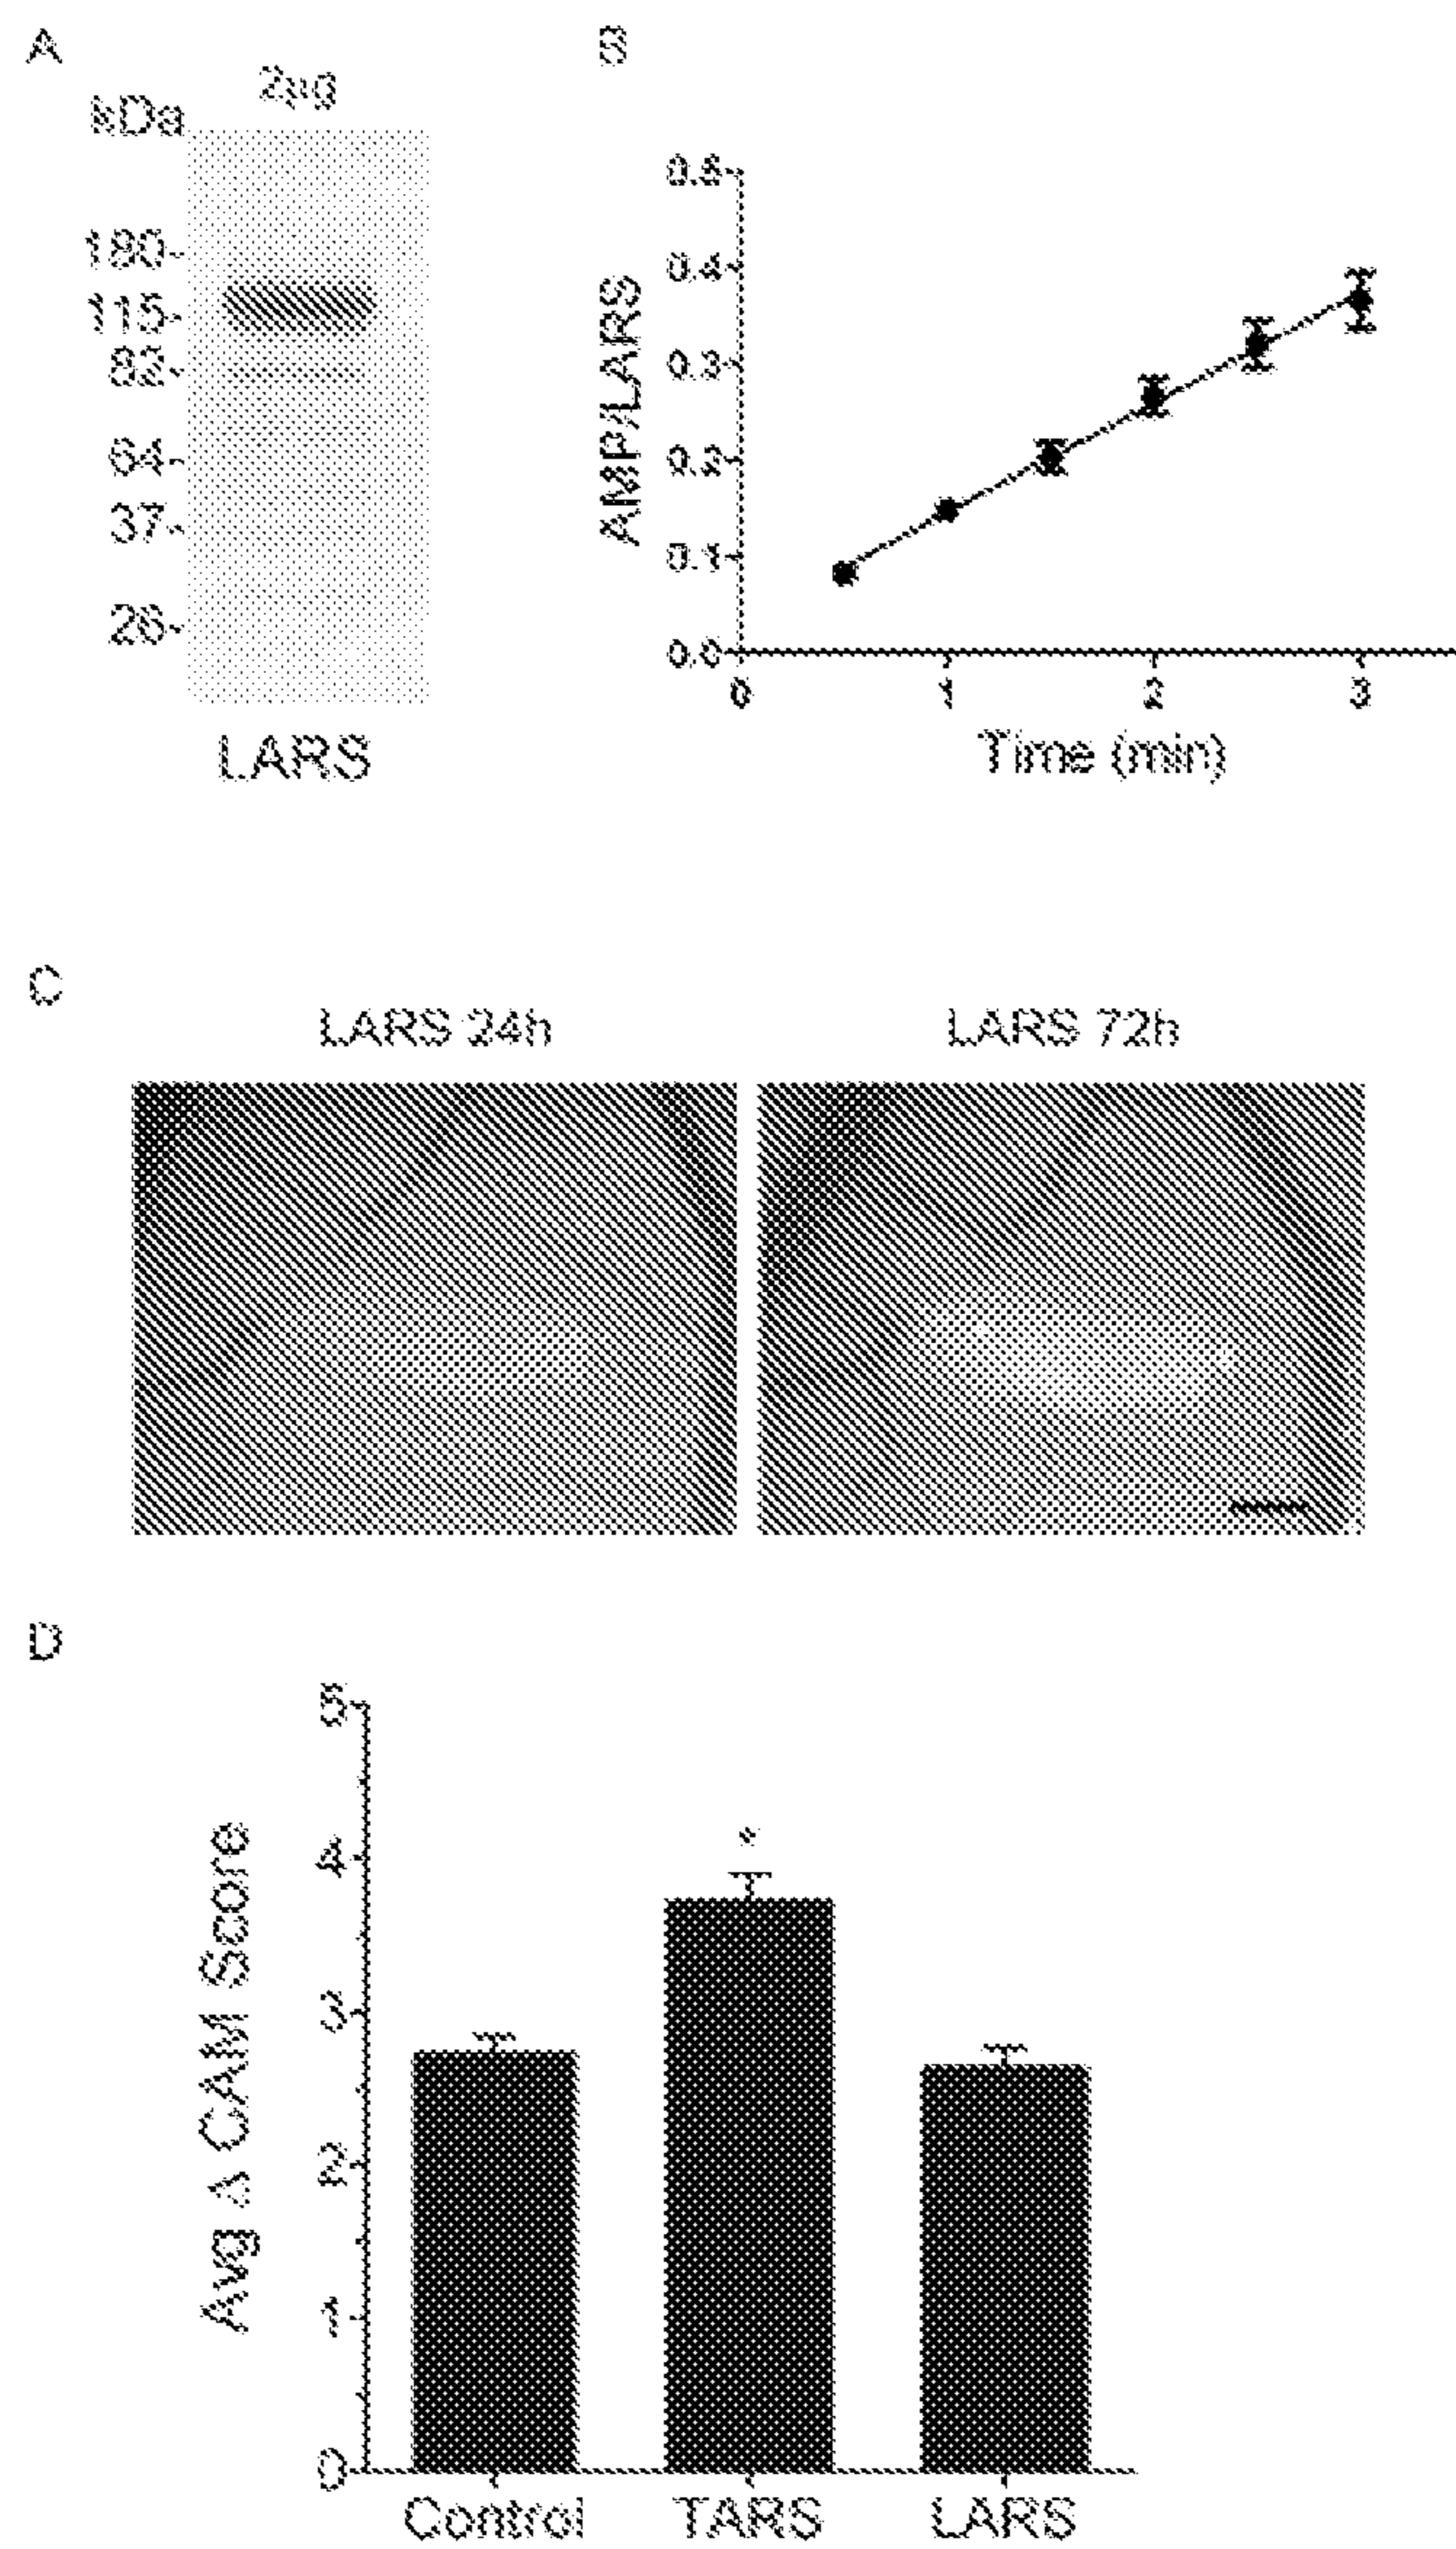 A
2µg
kDa
180-
115-
82-
64-
37-
26-
LARS
B
0.5
0.4
0.3
0.2
0.1
0.0
AMP/LARS
0 1 2 3
Time (min)
C
LARS 24h
LARS 72h
D
5
4
3
2
1
0
Avg Δ CAM Score
*
Control TARS LARS